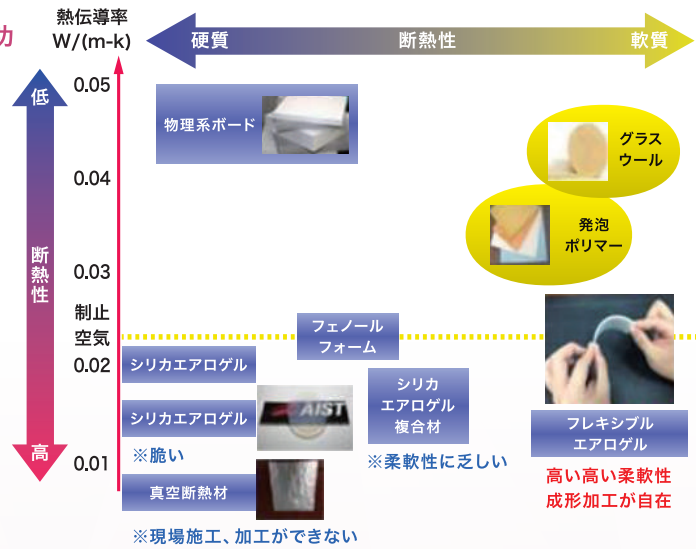 功
熱伝導率
W/(m-k)
硬質
断熱性
軟質
低
断熱性
高
0.05
0.04
0.03
制止
空気
0.02
0.01
物理系ボード
グラス
ウール
発泡
ポリマー
フェノール
フォーム
シリカエアロゲル
シリカエアロゲル
※脆い
AIST
シリカ
エアロゲル
複合材
※柔軟性に乏しい
フレキシブル
エアロゲル
高い高い柔軟性
成形加工が自在
真空断熱材
※現場施工、加工ができない